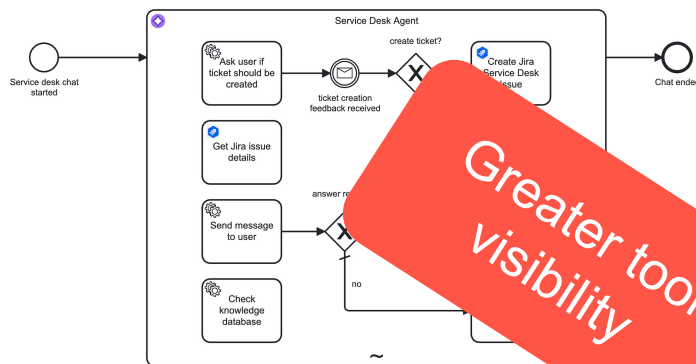 Service Desk Agent
Service desk chat
started
Ask user if
ticket should be
created
ticket creation
feedback received
create ticket?
Create Jira
Service Desk
Issue
Chat ended
Get Jira issue
details
Send message
to user
answer
no
Check
knowledge
database
Greater tool
visibility